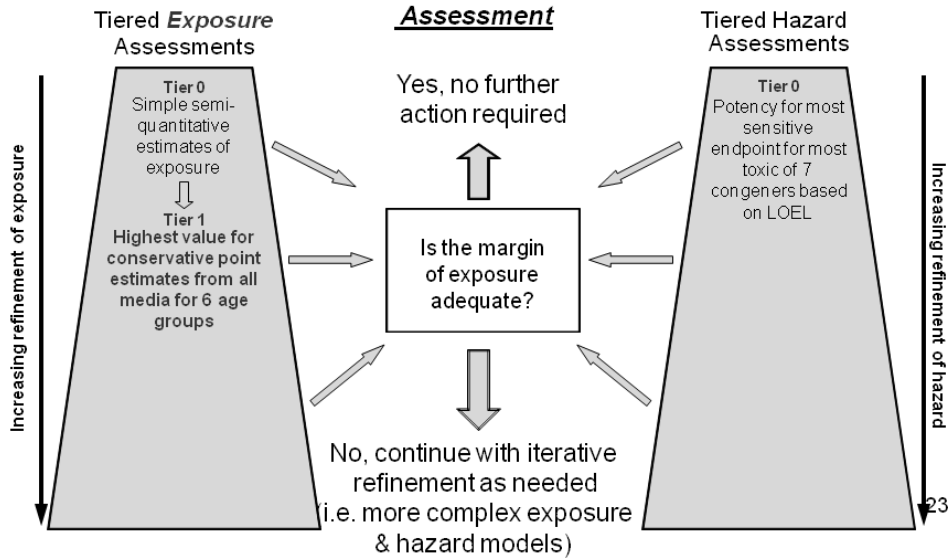 Tiered Exposure
Assessments
Assessment
Tiered Hazard
Assessments
Increasing refinement of exposure
Tier 0
Simple semi-
quantitative
estimates of
exposure
Tier 1
Highest value for
conservative point
estimates from all
media for 6 age
groups
Yes, no further
action required
Is the margin
of exposure
adequate?
No, continue with iterative
refinement as needed
(i.e. more complex exposure
& hazard models)
Tier 0
Potency for most
sensitive
endpoint for most
toxic of 7
congeners based
on LOEL
Increasing refinement of hazard
23